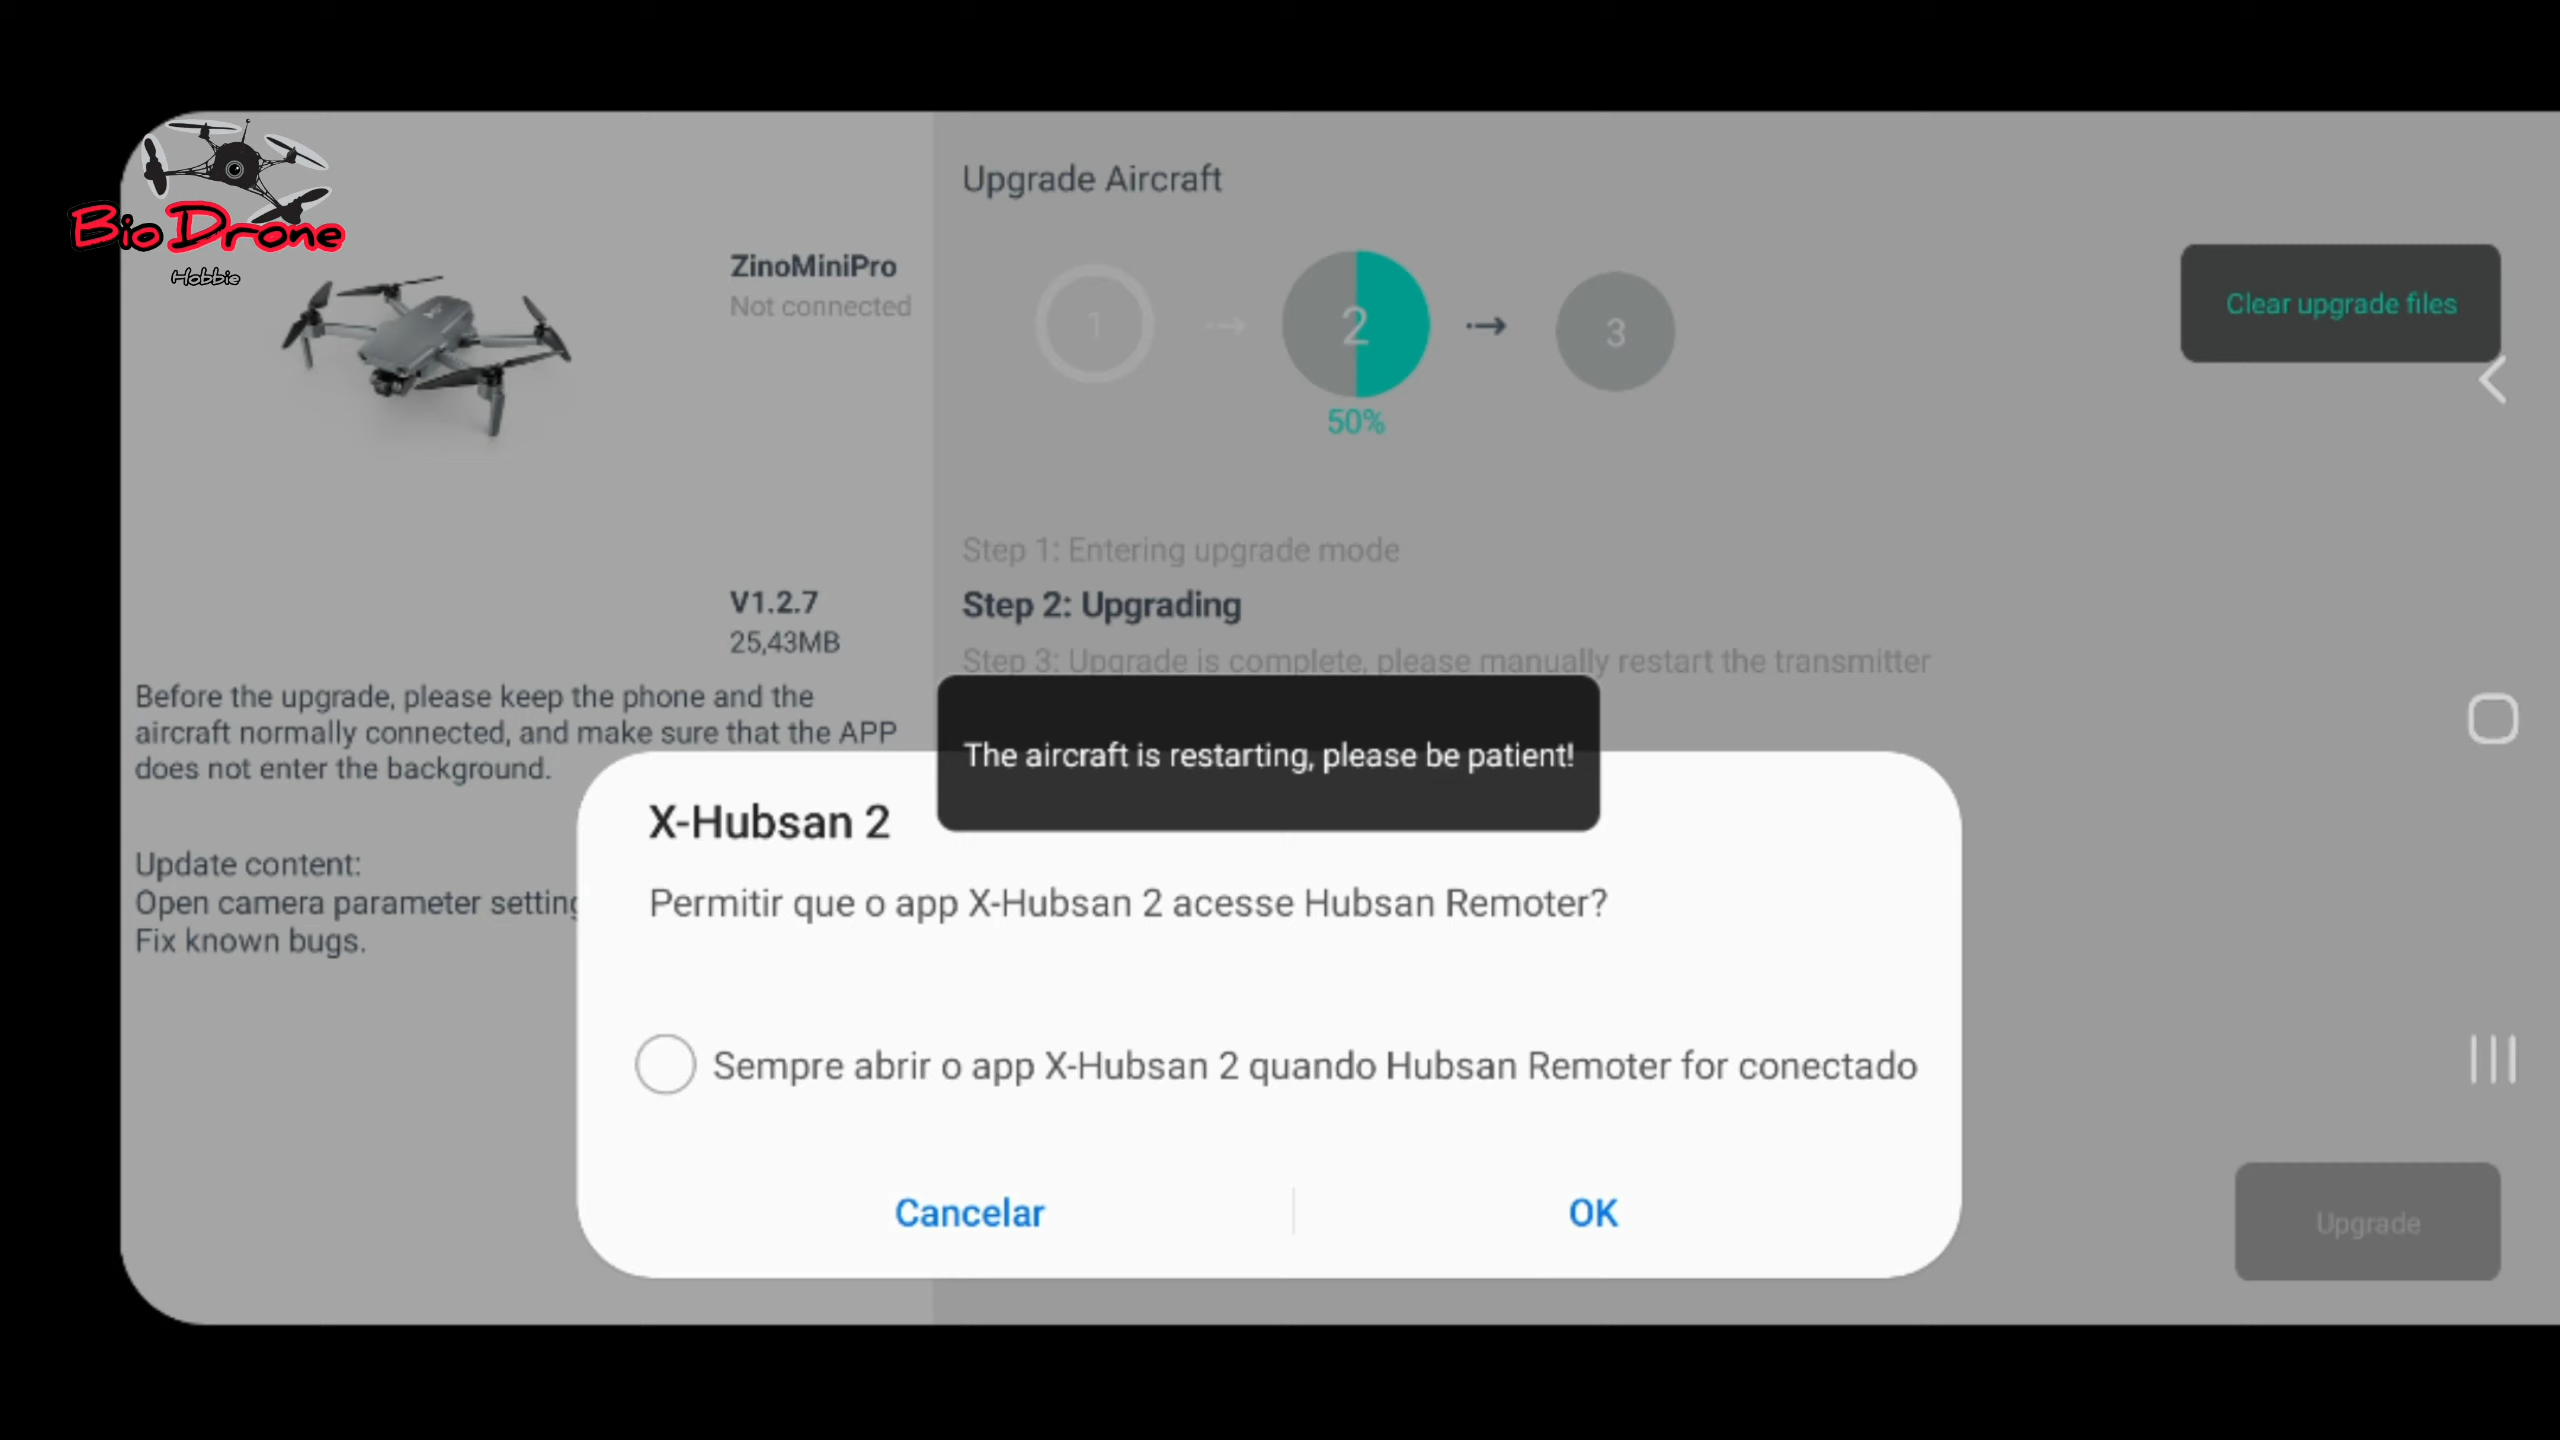 Bio Drone
Hobbie
ZinoMiniPro
Not connected
V1.2.7
25,43MB
Before the upgrade, please keep the phone and the
aircraft normally connected, and make sure that the APP
does not enter the background.
Update content:
Open camera parameter setting
Fix known bugs.
Upgrade Aircraft
1
2
3
50%
Clear upgrade files
Step 1: Entering upgrade mode
Step 2: Upgrading
Step 3: Upgrade is complete, please manually restart the transmitter
The aircraft is restarting, please be patient!
X-Hubsan 2
Permitir que o app X-Hubsan 2 acesse Hubsan Remoter?
Sempre abrir o app X-Hubsan 2 quando Hubsan Remoter for conectado
Cancelar
OK
Upgrade